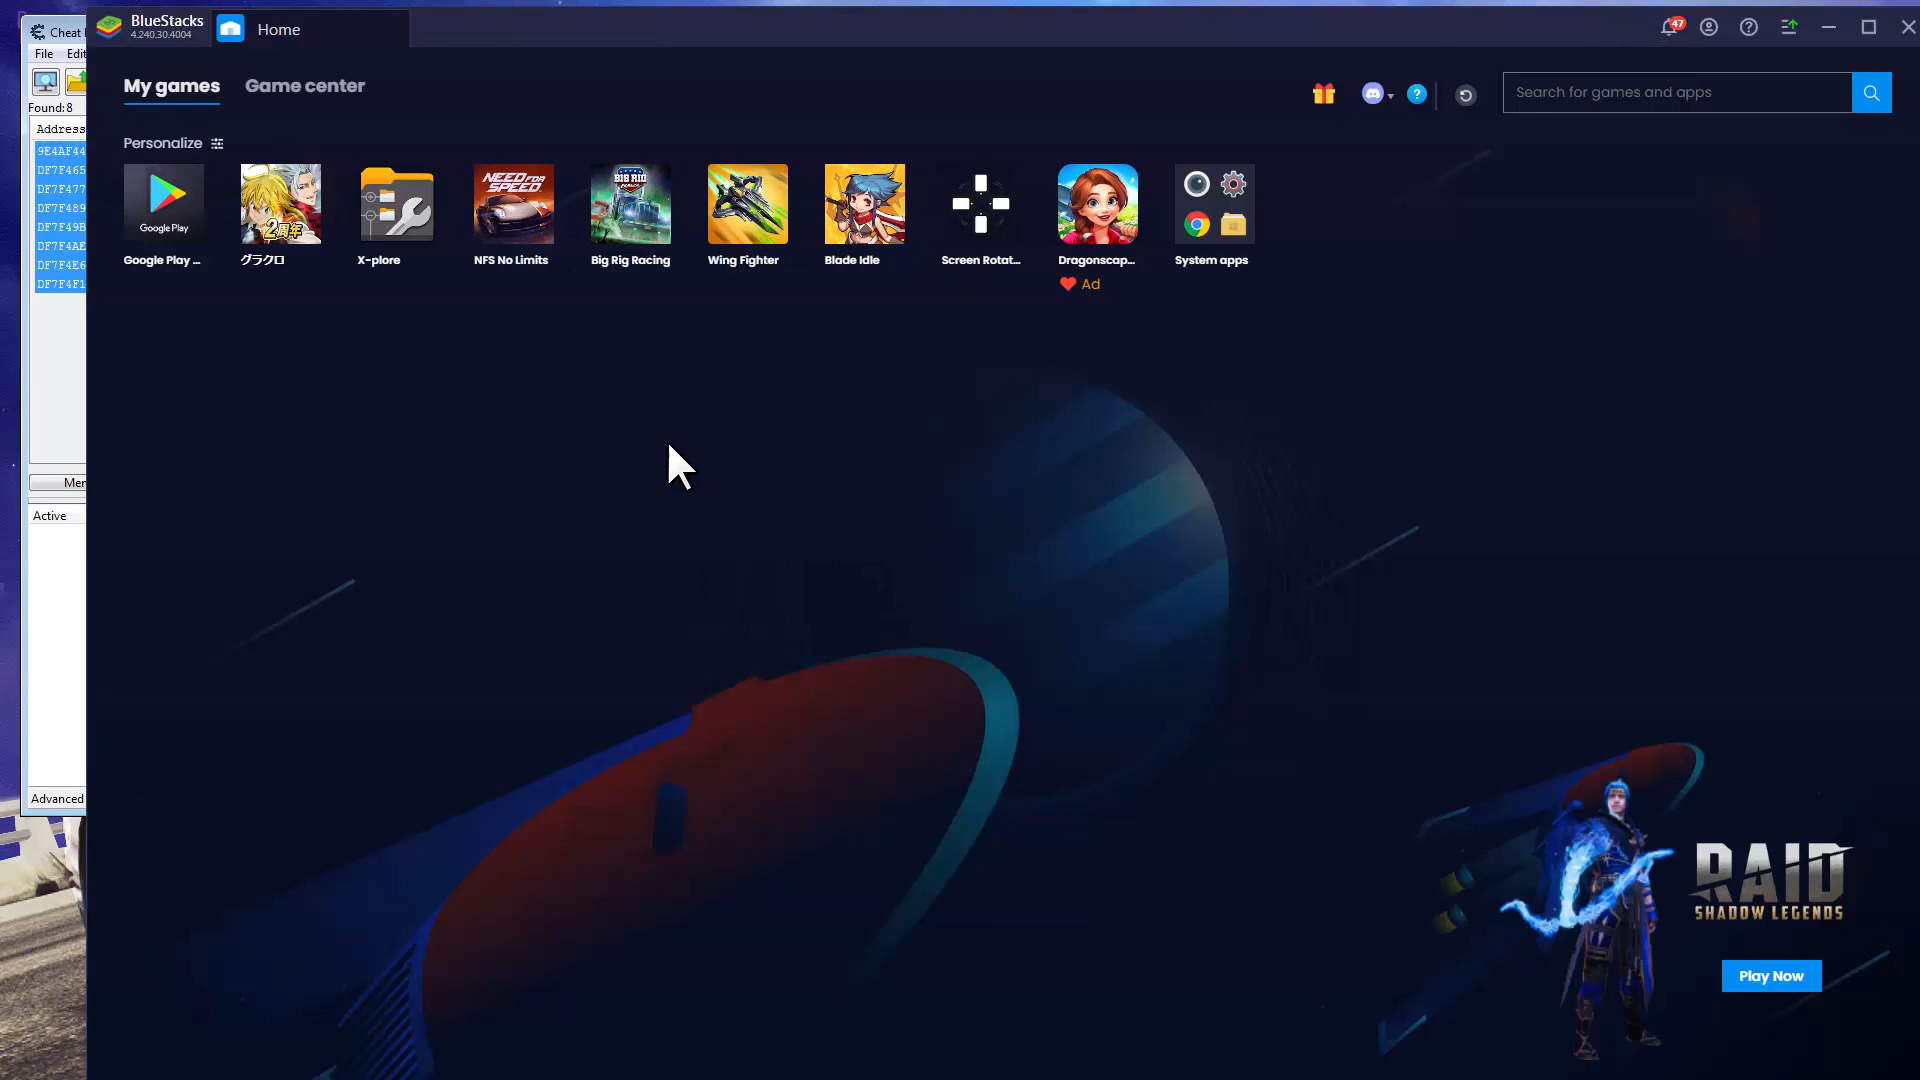 BlueStacks
4.240.30.4004
Home
47
Cheat
File Edit
Found: 8
Address
9E4AF44
DF7F465
DF7F477
DF7F489
DF7F49B
DF7F4AE
DF7F4E6
DF7F4F1
Active
Advanced
My games
Game center
Search for games and apps
Personalize
Google Play
NEED FOR SPEED
BIG RIG
2周年
Google Play ...
グラクロ
X-plore
NFS No Limits
Big Rig Racing
Wing Fighter
Blade Idle
Screen Rotat...
Dragonscap...
System apps
Ad
RAID
SHADOW LEGENDS
Play Now